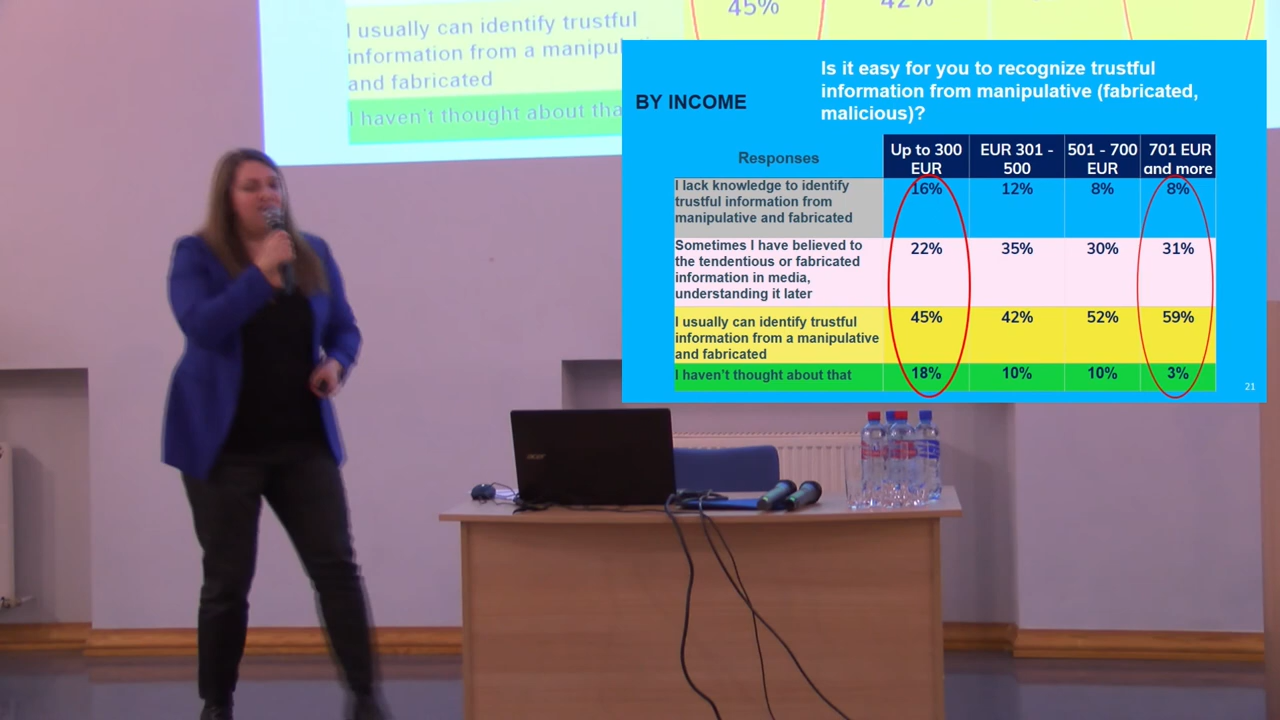 45%
42%
I usually can identify trustful
information from a manipul
and fabricated
I haven't thought about tha
BY INCOME
Is it easy for you to recognize trustful
information from manipulative (fabricated,
malicious)?
Responses
Up to 300
EUR
EUR 301 -
500
501 - 700
EUR
701 EUR
and more
I lack knowledge to identify
trustful information from
manipulative and fabricated
16%
12%
8%
8%
Sometimes I have believed to
the tendentious or fabricated
information in media,
understanding it later
22%
35%
30%
31%
I usually can identify trustful
information from a manipulative
and fabricated
45%
42%
52%
59%
I haven't thought about that
18%
10%
10%
3%
21
acer